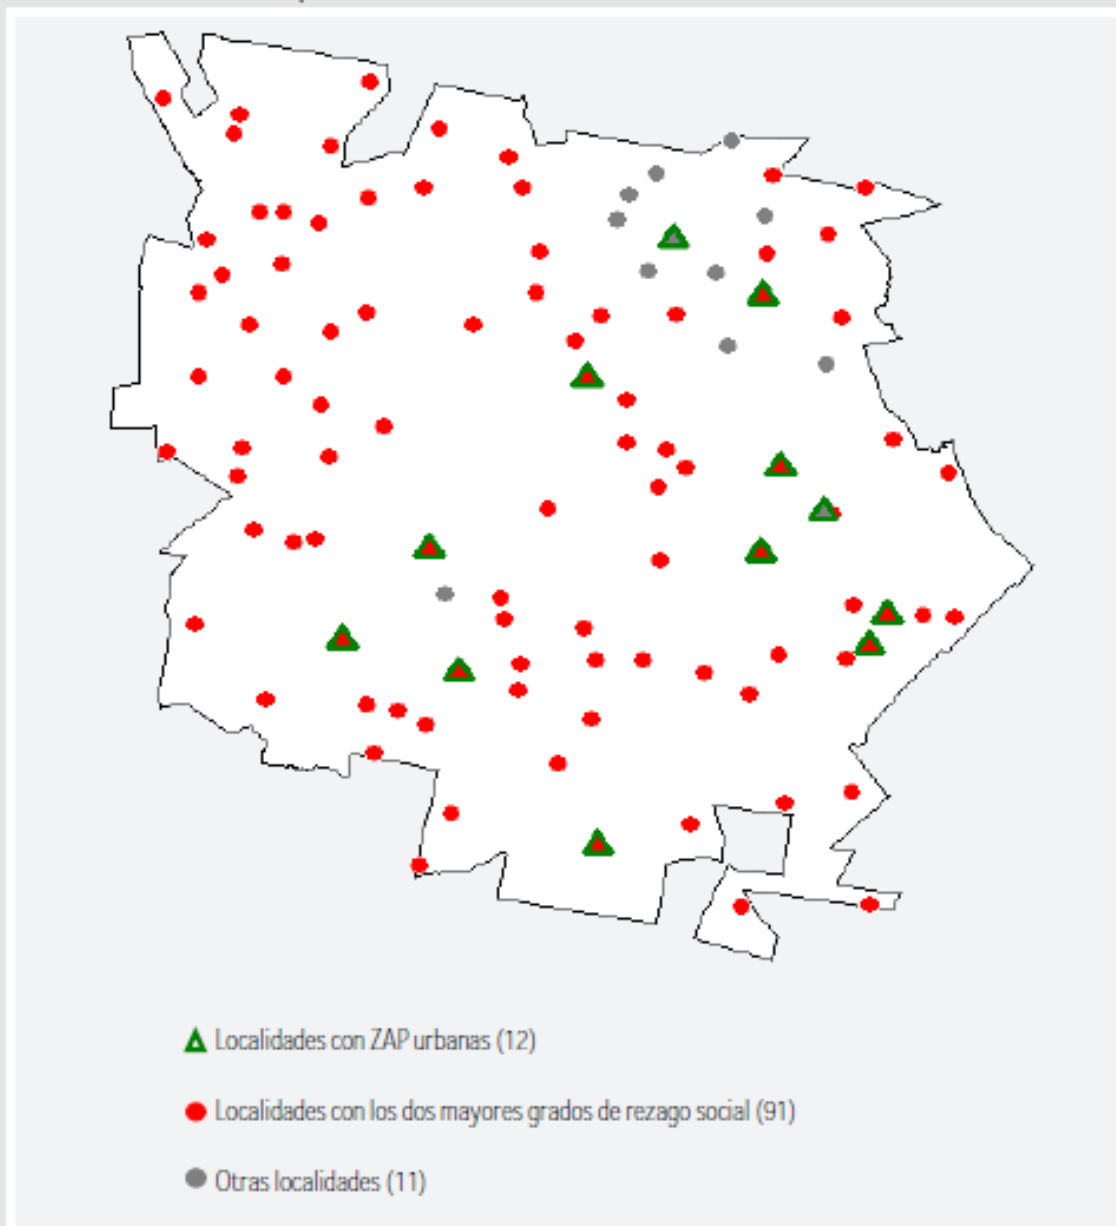 Localidades con ZAP urbanas (12)
Localidades con los dos mayores grados de rezago social (91)
Otras localidades (11)